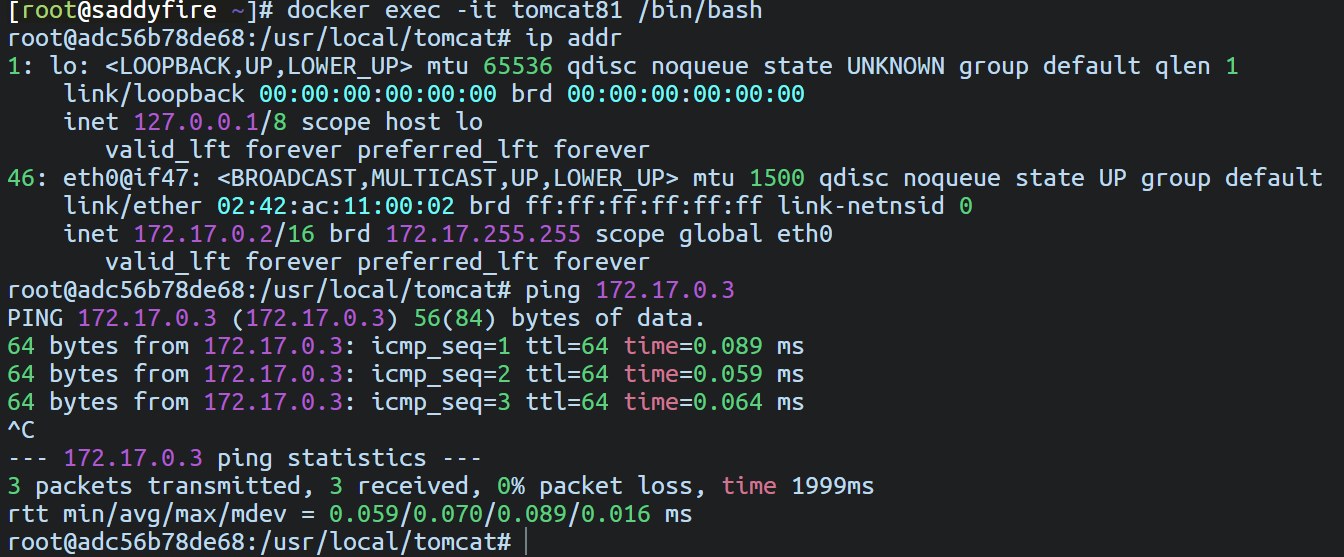 [root@saddyfire ~]# docker exec -it tomcat81 /bin/bash
root@adc56b78de68:/usr/local/tomcat# ip addr
1: lo: <LOOPBACK,UP,LOWER_UP> mtu 65536 qdisc noqueue state UNKNOWN group default qlen 1
    link/loopback 00:00:00:00:00:00 brd 00:00:00:00:00:00
    inet 127.0.0.1/8 scope host lo
       valid_lft forever preferred_lft forever
46: eth0@if47: <BROADCAST,MULTICAST,UP,LOWER_UP> mtu 1500 qdisc noqueue state UP group default
    link/ether 02:42:ac:11:00:02 brd ff:ff:ff:ff:ff:ff link-netnsid 0
    inet 172.17.0.2/16 brd 172.17.255.255 scope global eth0
       valid_lft forever preferred_lft forever
root@adc56b78de68:/usr/local/tomcat# ping 172.17.0.3
PING 172.17.0.3 (172.17.0.3) 56(84) bytes of data.
64 bytes from 172.17.0.3: icmp_seq=1 ttl=64 time=0.089 ms
64 bytes from 172.17.0.3: icmp_seq=2 ttl=64 time=0.059 ms
64 bytes from 172.17.0.3: icmp_seq=3 ttl=64 time=0.064 ms
^C
--- 172.17.0.3 ping statistics ---
3 packets transmitted, 3 received, 0% packet loss, time 1999ms
rtt min/avg/max/mdev = 0.059/0.070/0.089/0.016 ms
root@adc56b78de68:/usr/local/tomcat#